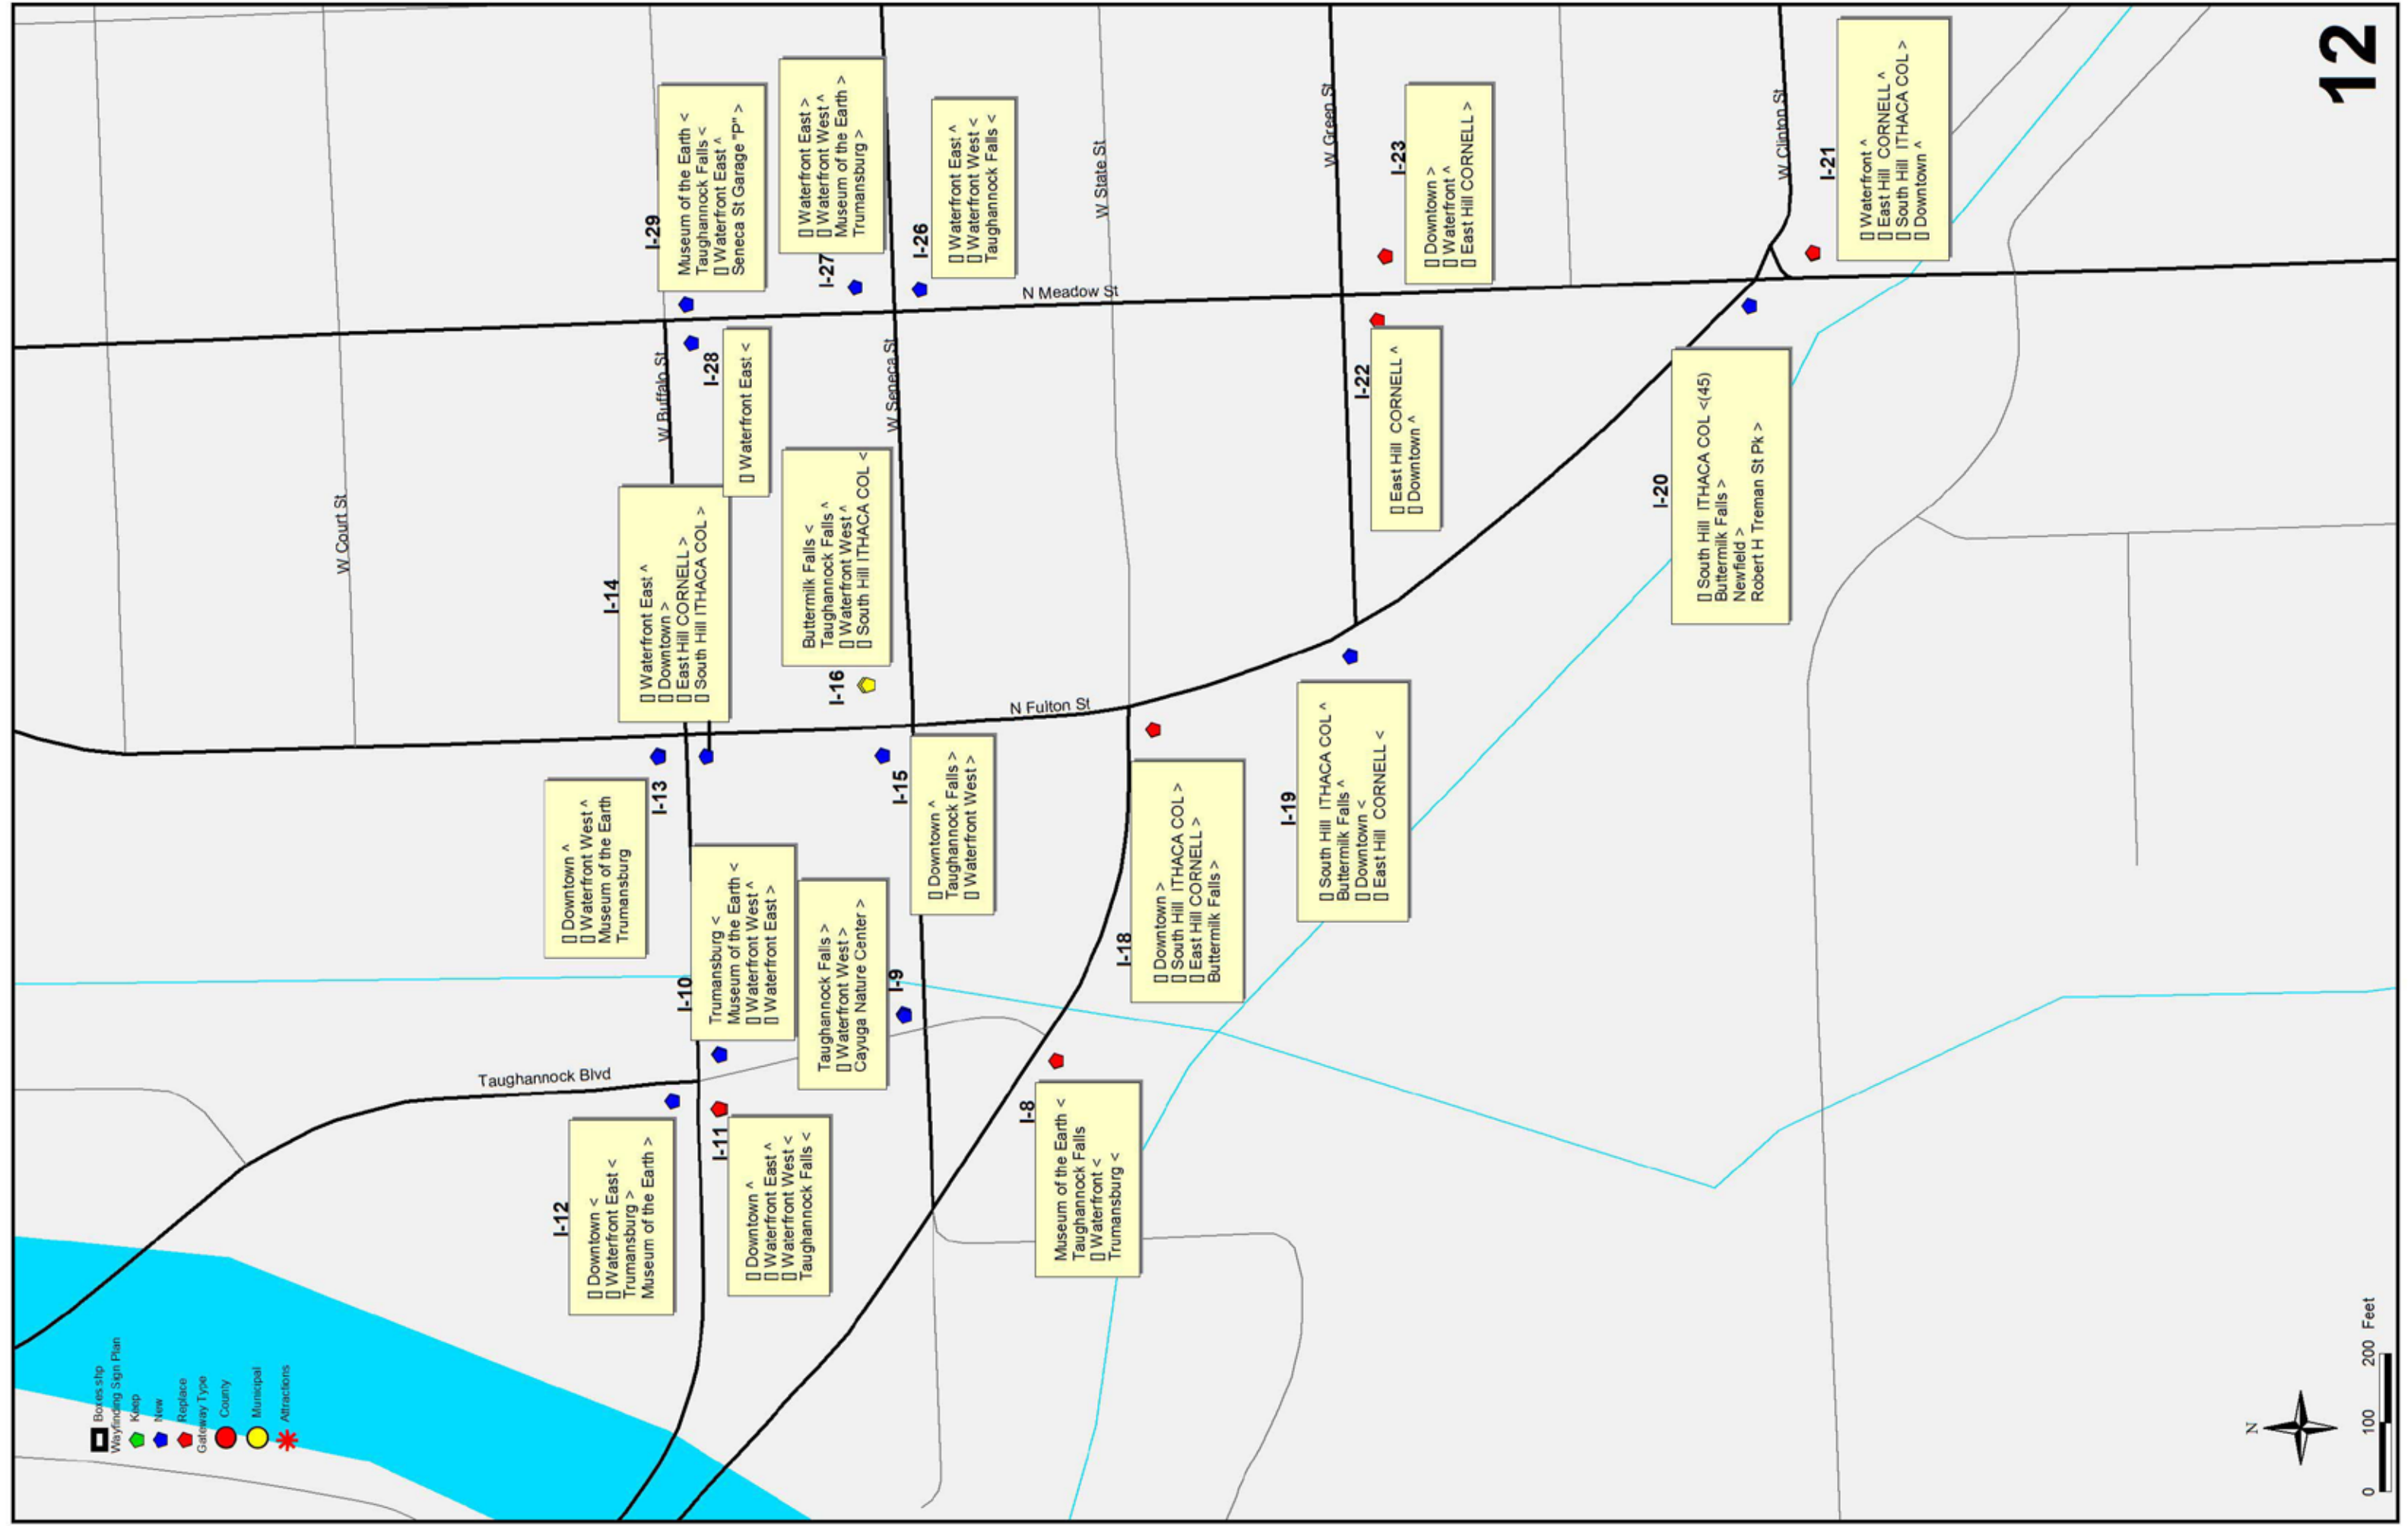 12
I-29
Museum of the Earth <
Taughannock Falls <
[] Waterfront East ^
Seneca St Garage "P" >
I-27
[] Waterfront East >
[] Waterfront West ^
Museum of the Earth >
Trumansburg >
I-26
[] Waterfront East ^
[] Waterfront West <
Taughannock Falls <
W State St
W Green St
I-23
[] Downtown >
[] Waterfront ^
[] East Hill CORNELL >
W Clinton St
I-21
[] Waterfront ^
[] East Hill CORNELL ^
[] South Hill ITHACA COL >
[] Downtown ^
N Meadow St
W Court St
W Buffalo St
I-28
[] Waterfront East <
W Seneca St
I-22
[] East Hill CORNELL ^
[] Downtown ^
I-20
[] South Hill ITHACA COL <(45)
Buttermilk Falls >
Newfield >
Robert H Treman St Pk >
I-14
[] Waterfront East ^
[] Downtown >
[] East Hill CORNELL >
[] South Hill ITHACA COL >
I-16
Buttermilk Falls <
Taughannock Falls ^
[] Waterfront West ^
[] South Hill ITHACA COL <
N Fulton St
I-13
[] Downtown ^
[] Waterfront West ^
Museum of the Earth
Trumansburg
I-15
[] Downtown ^
Taughannock Falls >
[] Waterfront West >
I-19
[] South Hill ITHACA COL ^
Buttermilk Falls ^
[] Downtown <
[] East Hill CORNELL <
I-18
[] Downtown >
[] South Hill ITHACA COL >
[] East Hill CORNELL >
Buttermilk Falls >
I-10
Trumansburg <
Museum of the Earth <
[] Waterfront West ^
[] Waterfront East >
I-9
Taughannock Falls >
[] Waterfront West >
Cayuga Nature Center >
Taughannock Blvd
I-12
[] Downtown <
[] Waterfront East <
Trumansburg >
Museum of the Earth >
I-11
[] Downtown ^
[] Waterfront East ^
[] Waterfront West <
Taughannock Falls <
I-8
Museum of the Earth <
Taughannock Falls
[] Waterfront <
Trumansburg <
Boxes.shp
Wayfinding Sign Plan
Keep
New
Replace
Gateway Type
County
Municipal
Attractions
N
0 100 200 Feet